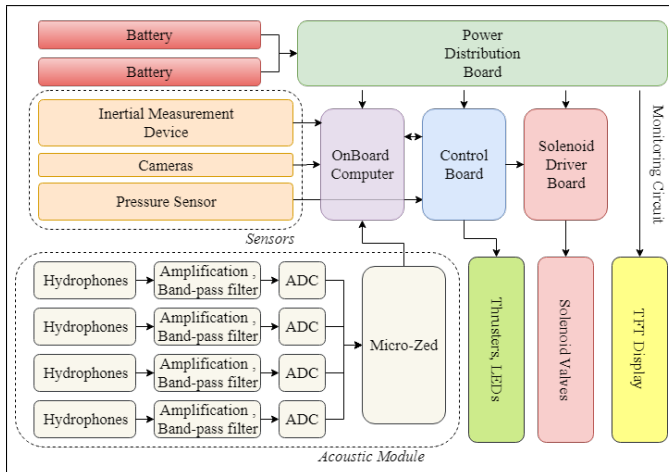 Battery
Battery
Power
Distribution
Board
Inertial Measurement
Device
Cameras
Pressure Sensor
Sensors
OnBoard
Computer
Control
Board
Solenoid
Driver
Board
Monitoring Circuit
Hydrophones
Amplification ,
Band-pass filter
ADC
Hydrophones
Amplification ,
Band-pass filter
ADC
Hydrophones
Amplification ,
Band-pass filter
ADC
Hydrophones
Amplification ,
Band-pass filter
ADC
Micro-Zed
Acoustic Module
Thrusters, LEDs
Solenoid Valves
TFT Display